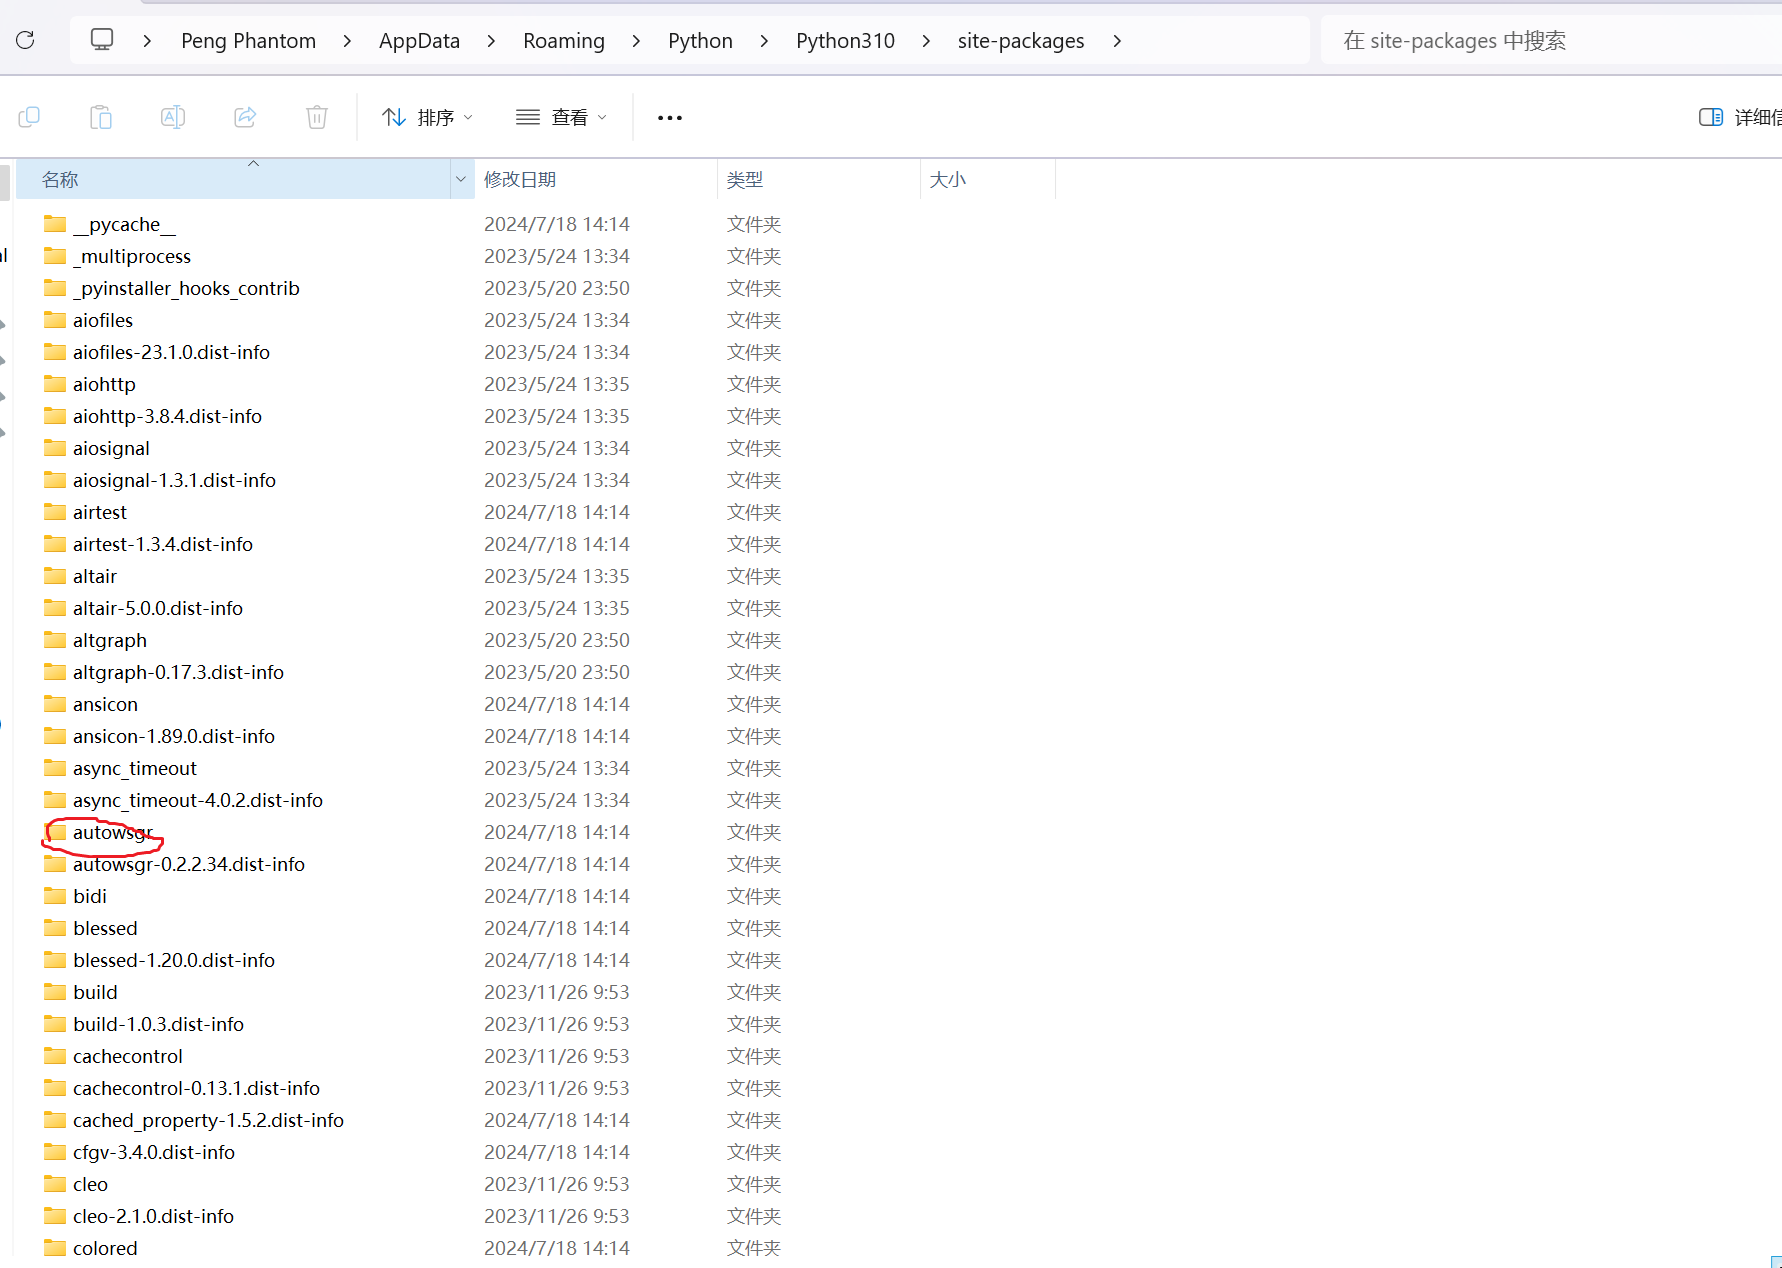 Peng Phantom > AppData > Roaming > Python > Python310 > site-packages >
在 site-packages 中搜索
排序 查看 ••• 详细信
名称 修改日期 类型 大小
__pycache__ 2024/7/18 14:14 文件夹
_multiprocess 2023/5/24 13:34 文件夹
_pyinstaller_hooks_contrib 2023/5/20 23:50 文件夹
aiofiles 2023/5/24 13:34 文件夹
aiofiles-23.1.0.dist-info 2023/5/24 13:34 文件夹
aiohttp 2023/5/24 13:35 文件夹
aiohttp-3.8.4.dist-info 2023/5/24 13:35 文件夹
aiosignal 2023/5/24 13:34 文件夹
aiosignal-1.3.1.dist-info 2023/5/24 13:34 文件夹
airtest 2024/7/18 14:14 文件夹
airtest-1.3.4.dist-info 2024/7/18 14:14 文件夹
altair 2023/5/24 13:35 文件夹
altair-5.0.0.dist-info 2023/5/24 13:35 文件夹
altgraph 2023/5/20 23:50 文件夹
altgraph-0.17.3.dist-info 2023/5/20 23:50 文件夹
ansicon 2024/7/18 14:14 文件夹
ansicon-1.89.0.dist-info 2024/7/18 14:14 文件夹
async_timeout 2023/5/24 13:34 文件夹
async_timeout-4.0.2.dist-info 2023/5/24 13:34 文件夹
autowsgr 2024/7/18 14:14 文件夹
autowsgr-0.2.2.34.dist-info 2024/7/18 14:14 文件夹
bidi 2024/7/18 14:14 文件夹
blessed 2024/7/18 14:14 文件夹
blessed-1.20.0.dist-info 2024/7/18 14:14 文件夹
build 2023/11/26 9:53 文件夹
build-1.0.3.dist-info 2023/11/26 9:53 文件夹
cachecontrol 2023/11/26 9:53 文件夹
cachecontrol-0.13.1.dist-info 2023/11/26 9:53 文件夹
cached_property-1.5.2.dist-info 2024/7/18 14:14 文件夹
cfgv-3.4.0.dist-info 2024/7/18 14:14 文件夹
cleo 2023/11/26 9:53 文件夹
cleo-2.1.0.dist-info 2023/11/26 9:53 文件夹
colored 2024/7/18 14:14 文件夹